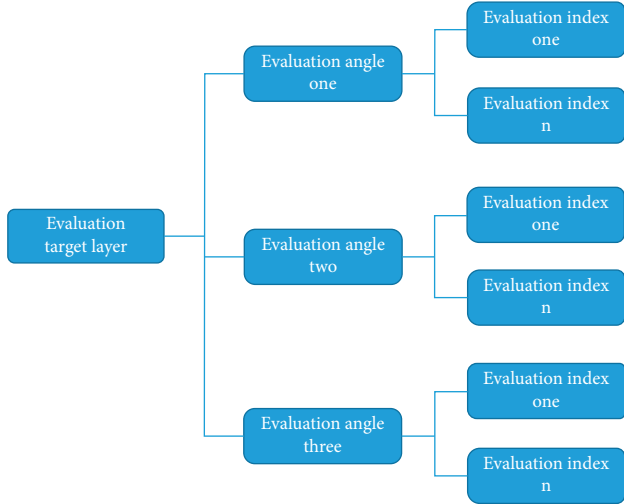 Evaluation
target layer
Evaluation angle
one
Evaluation index
one
Evaluation index
n
Evaluation angle
two
Evaluation index
one
Evaluation index
n
Evaluation angle
three
Evaluation index
one
Evaluation index
n